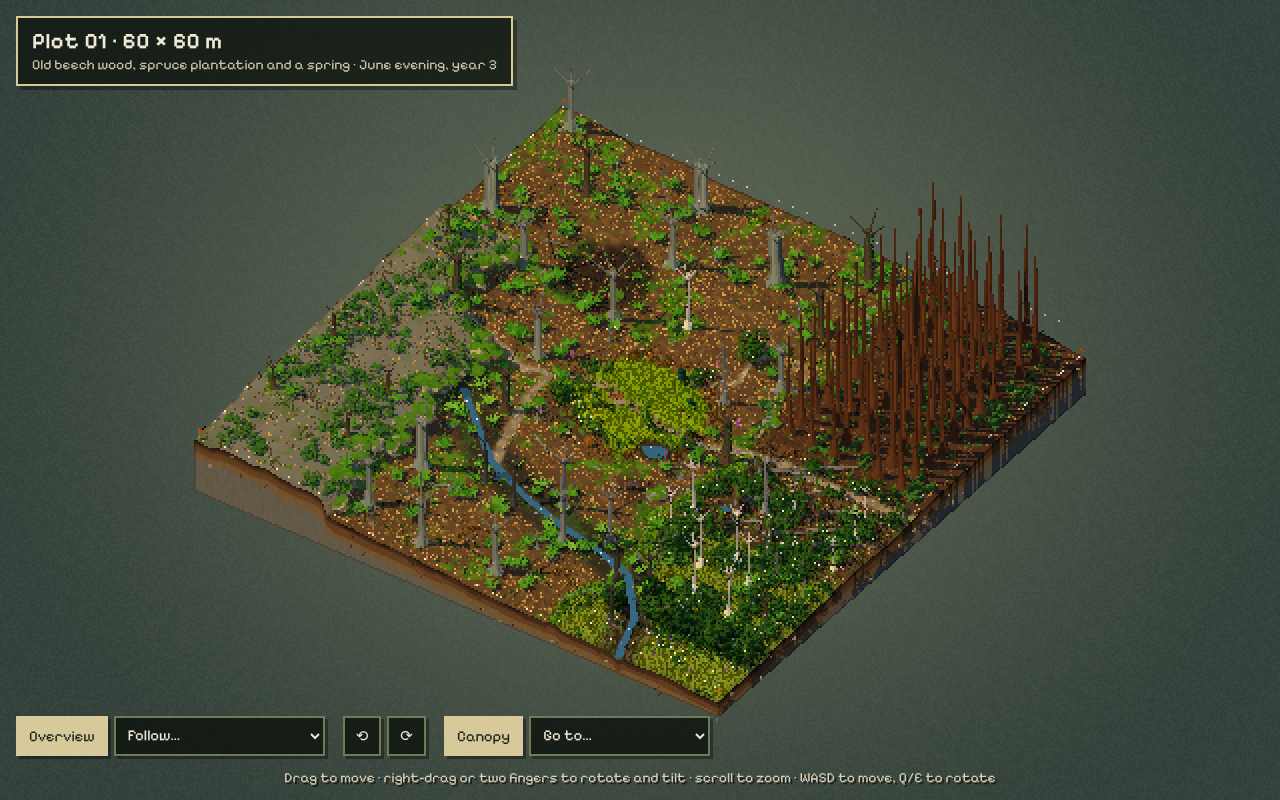 Plot 01 · 60 × 60 m
Old beech wood, spruce plantation and a spring · June evening, year 3
Overview
Follow...
⟲
⟳
Canopy
Go to...
Drag to move · right-drag or two fingers to rotate and tilt · scroll to zoom · WASD to move, Q/E to rotate